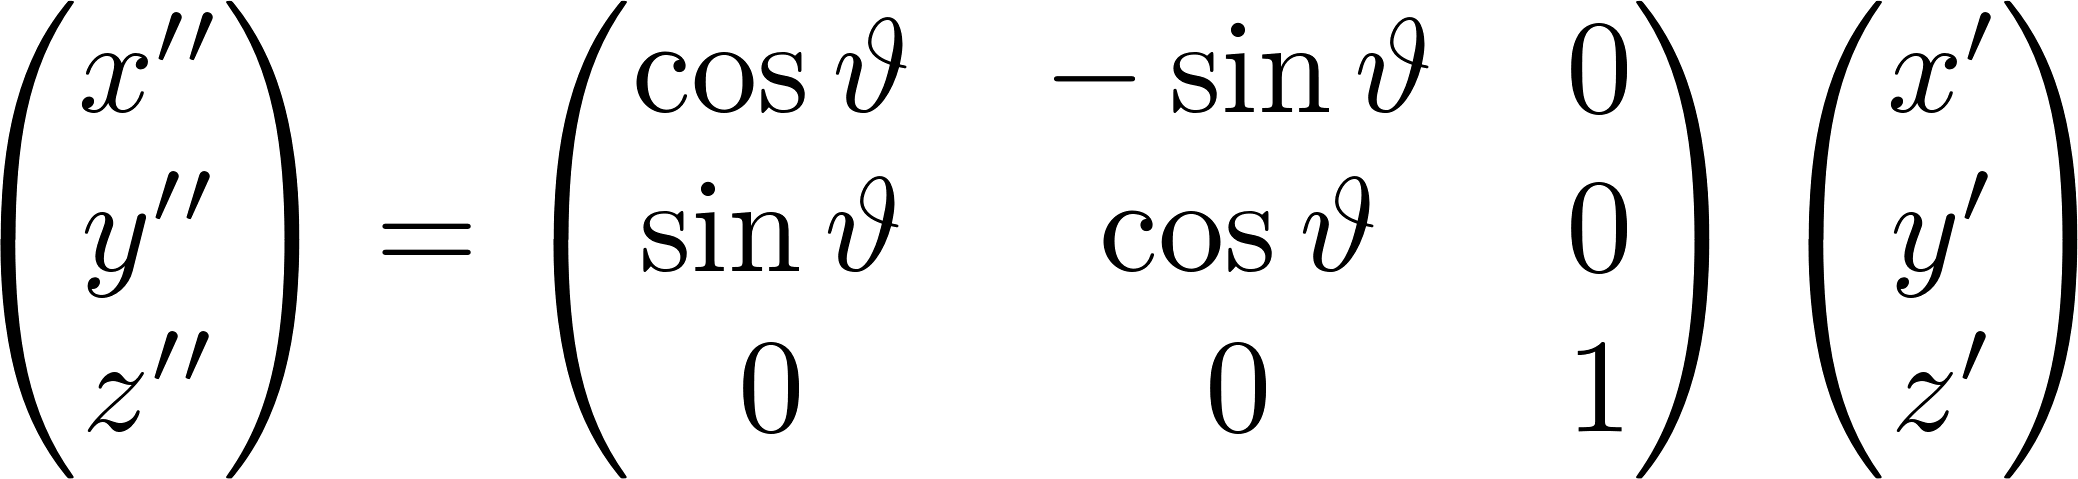 (x′′) = (cos ϑ − sin ϑ 0) (x′)
(y′′) = (sin ϑ cos ϑ 0) (y′)
(z′′) = (0 0 1) (z′)